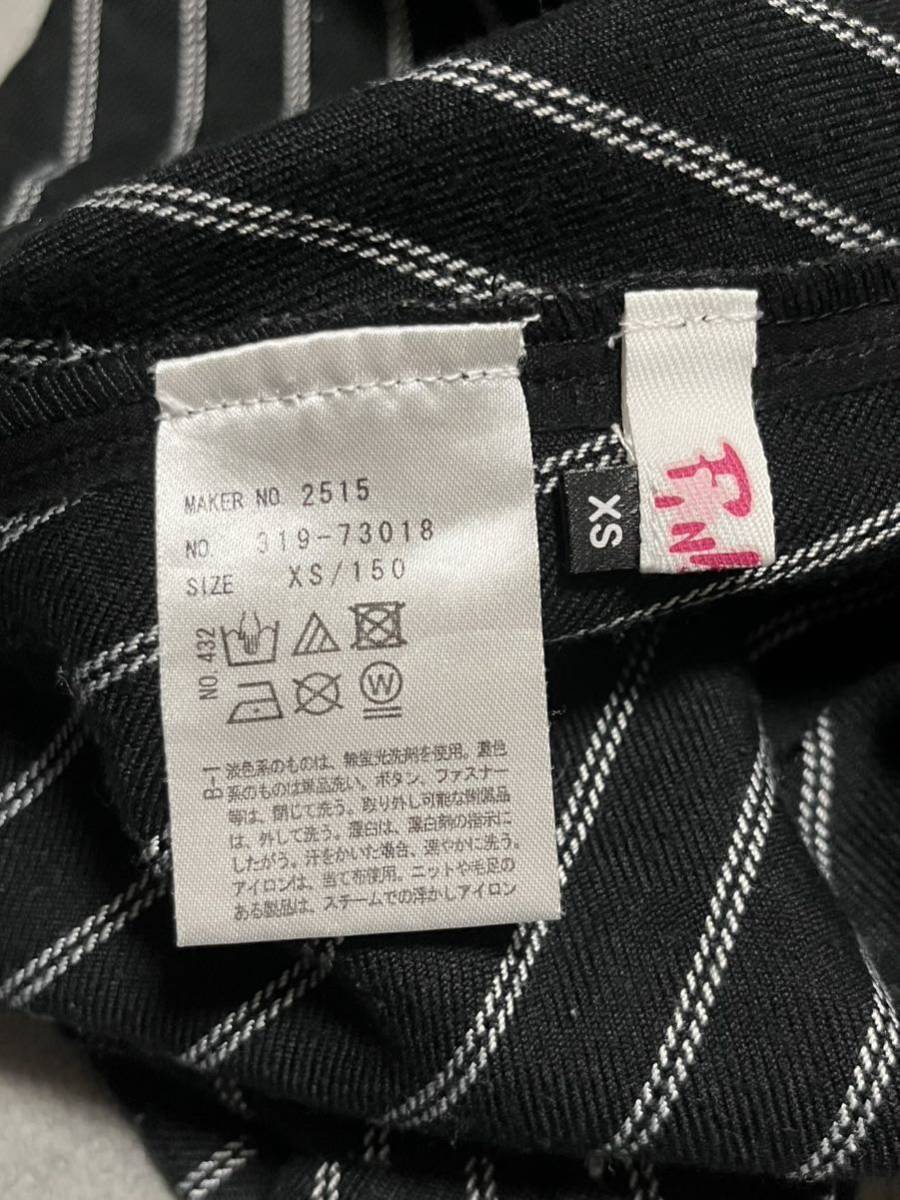 MAKER NO. 2515
NO. 319-73018
SIZE XS/150
NO. 432
W
B-1
淡色系のものは、無蛍光洗剤を使用。濃色
系のものは単品洗い。ボタン、ファスナー
等は、閉じて洗う。取り外し可能な附属品
は、外して洗う。漂白は、漂白剤の指示に
したがう。汗をかいた場合、速やかに洗う。
アイロンは、当て布使用。ニットや毛足の
ある製品は、スチームでの浮かしアイロン
XS